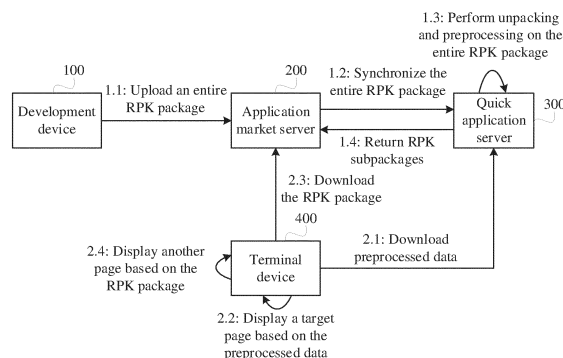 1.3: Perform unpacking
and preprocessing on the
entire RPK package
100
200
300
1.1: Upload an entire
RPK package
1.2: Synchronize the
entire RPK package
Development
device
Application
market server
Quick
application
server
1.4: Return RPK
subpackages
2.3: Download
the RPK package
400
2.4: Display another
page based on the
RPK package
Terminal
device
2.1: Download
preprocessed data
2.2: Display a target
page based on the
preprocessed data